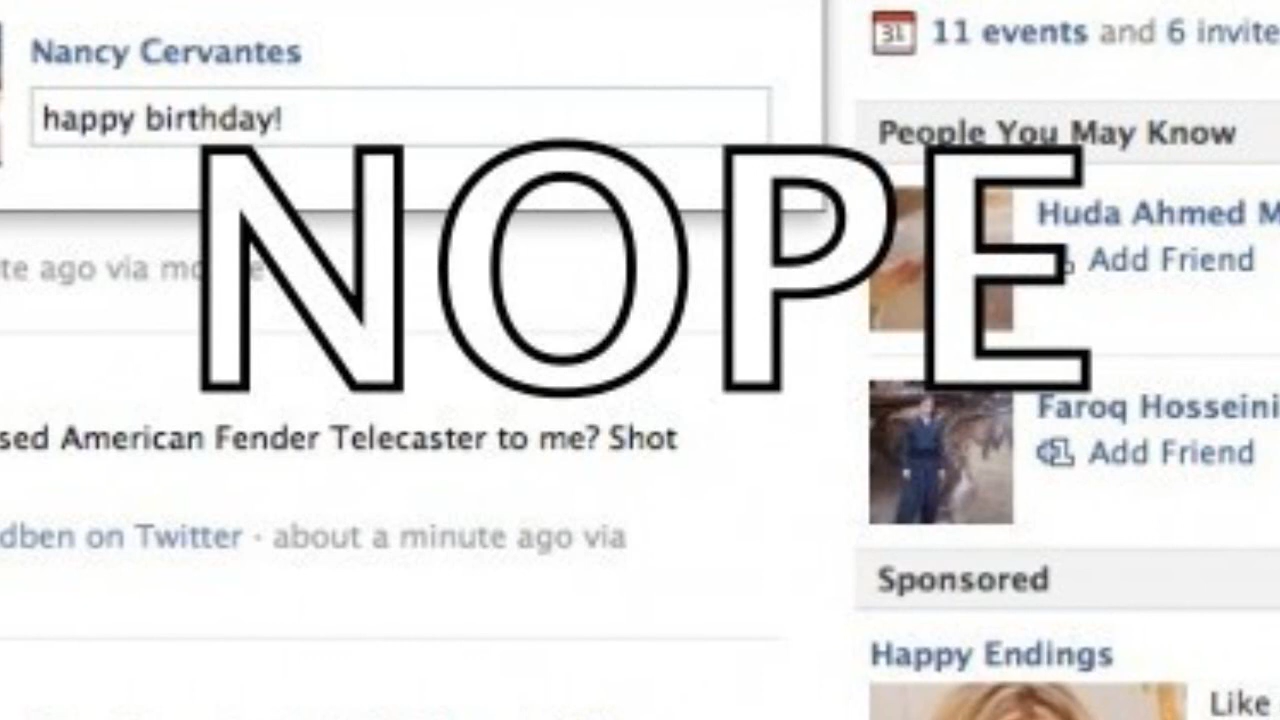 Nancy Cervantes
happy birthday!
te ago via
sed American Fender Telecaster to me? Shot
dben on Twitter · about a minute ago via
NOPE
31 11 events and 6 invite
People You May Know
Huda Ahmed M
Add Friend
Faroq Hosseini
Add Friend
Sponsored
Happy Endings
Like